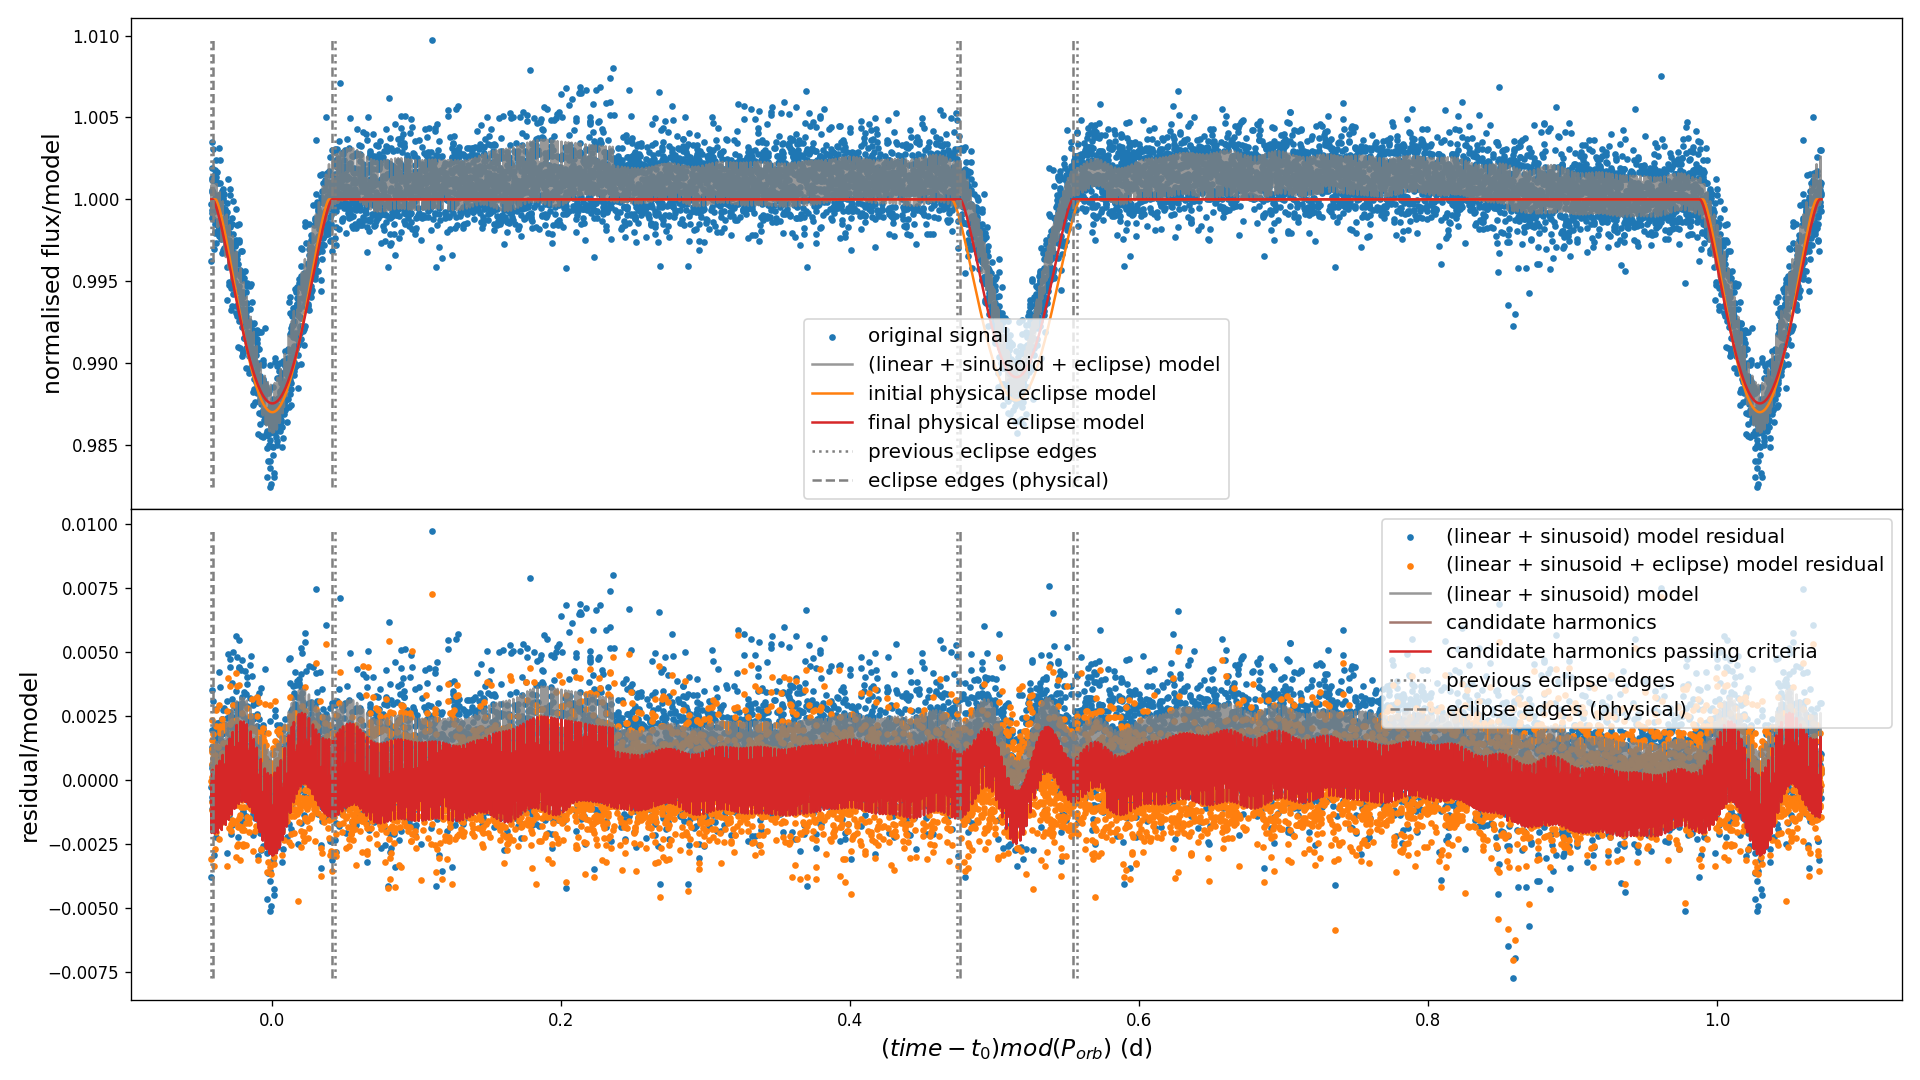 normalised flux/model
1.010
1.005
1.000
0.995
0.990
0.985
original signal
(linear + sinusoid + eclipse) model
initial physical eclipse model
final physical eclipse model
previous eclipse edges
eclipse edges (physical)
residual/model
0.0100
0.0075
0.0050
0.0025
0.0000
−0.0025
−0.0050
−0.0075
(linear + sinusoid) model residual
(linear + sinusoid + eclipse) model residual
(linear + sinusoid) model
candidate harmonics
candidate harmonics passing criteria
previous eclipse edges
eclipse edges (physical)
0.0 0.2 0.4 0.6 0.8 1.0
(time − t₀)mod(P_orb) (d)